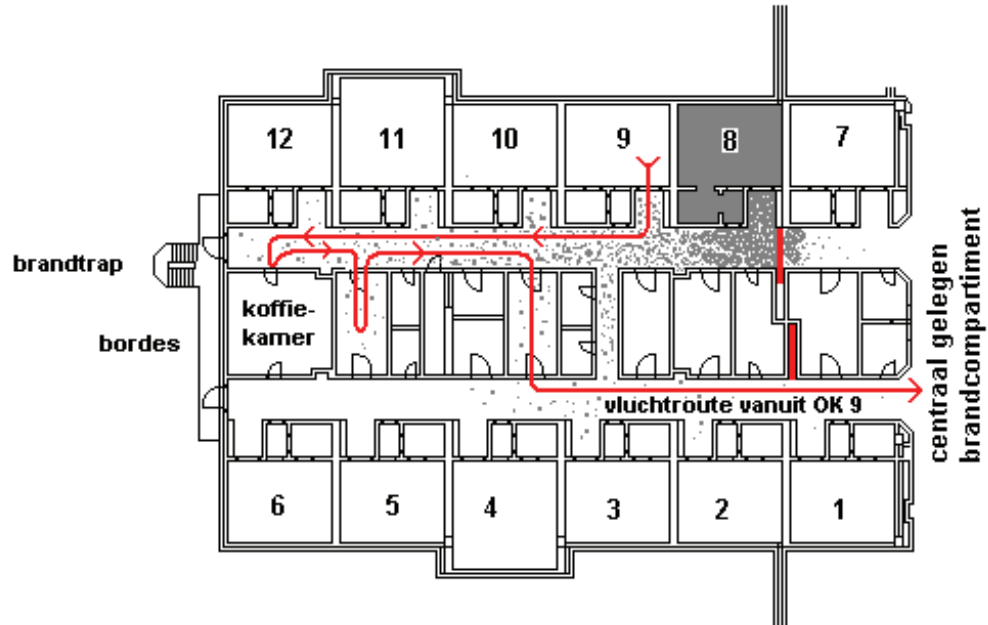 12
11
10
9
8
7
brandtrap
koffie-
kamer
bordes
vluchtroute vanuit OK 9
centraal gelegen
brandcompartiment
6
5
4
3
2
1